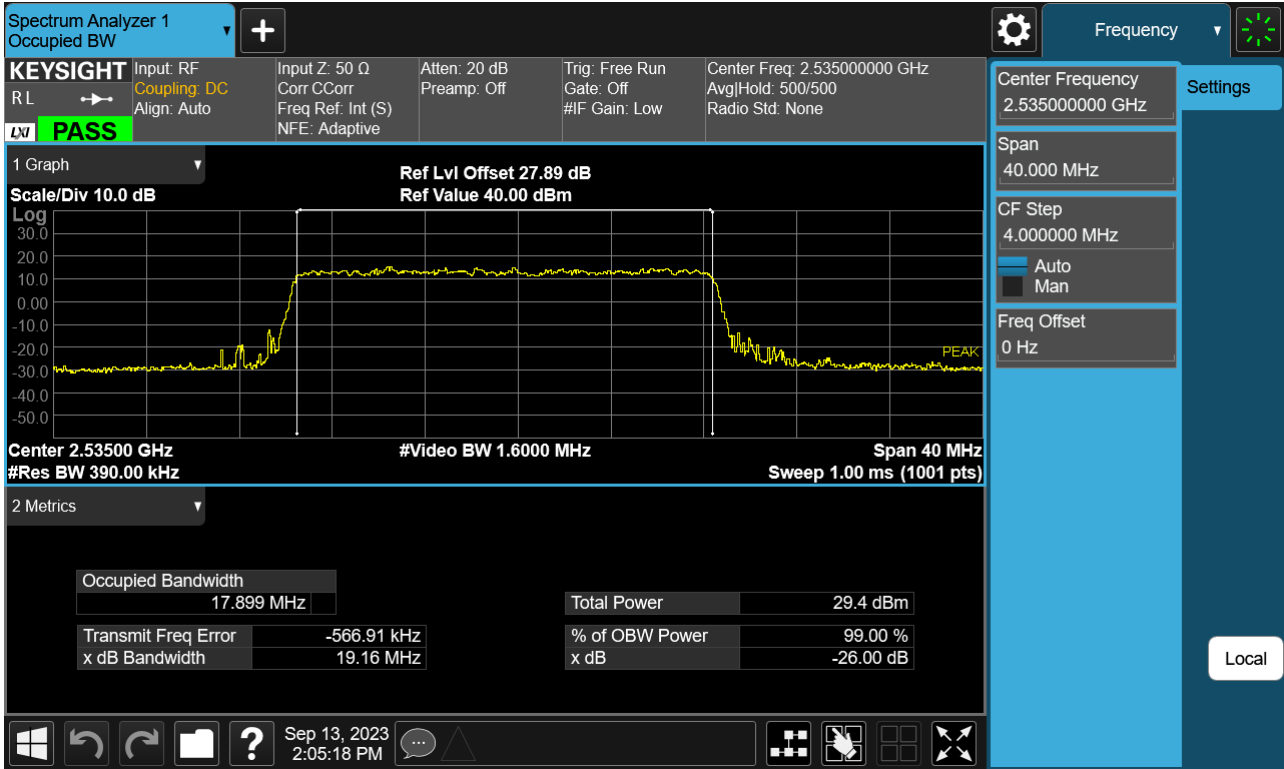 Spectrum Analyzer 1
Occupied BW
Frequency
KEYSIGHT
R L
LXI
PASS
Input: RF
Coupling: DC
Align: Auto
Input Z: 50 Ω
Corr CCorr
Freq Ref: Int (S)
NFE: Adaptive
Atten: 20 dB
Preamp: Off
Trig: Free Run
Gate: Off
#IF Gain: Low
Center Freq: 2.535000000 GHz
Avg|Hold: 500/500
Radio Std: None
Center Frequency
2.535000000 GHz
Settings
Span
40.000 MHz
CF Step
4.000000 MHz
Auto
Man
Freq Offset
0 Hz
Local
1 Graph
Scale/Div 10.0 dB
Ref Lvl Offset 27.89 dB
Ref Value 40.00 dBm
Log
30.0
20.0
10.0
0.00
-10.0
-20.0
-30.0
-40.0
-50.0
PEAK
Center 2.53500 GHz
#Video BW 1.6000 MHz
Span 40 MHz
#Res BW 390.00 kHz
Sweep 1.00 ms (1001 pts)
2 Metrics
Occupied Bandwidth
17.899 MHz
Total Power 29.4 dBm
Transmit Freq Error -566.91 kHz
% of OBW Power 99.00 %
x dB Bandwidth 19.16 MHz
x dB -26.00 dB
?
Sep 13, 2023
2:05:18 PM